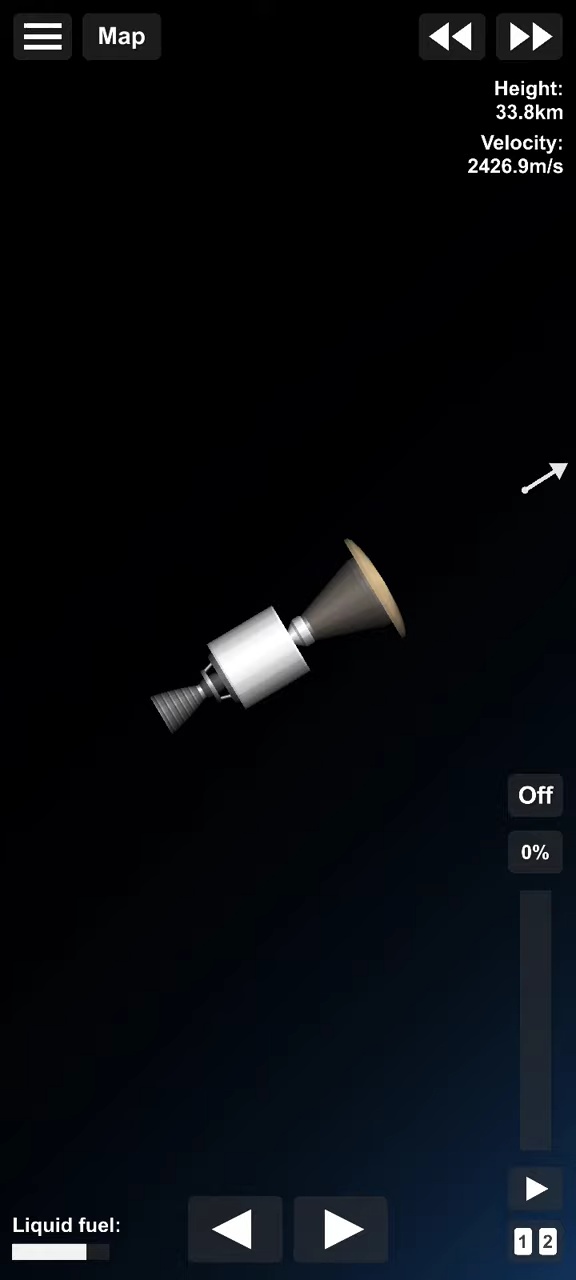 Map
Height:
33.8km
Velocity:
2426.9m/s
Off
0%
Liquid fuel:
1 2